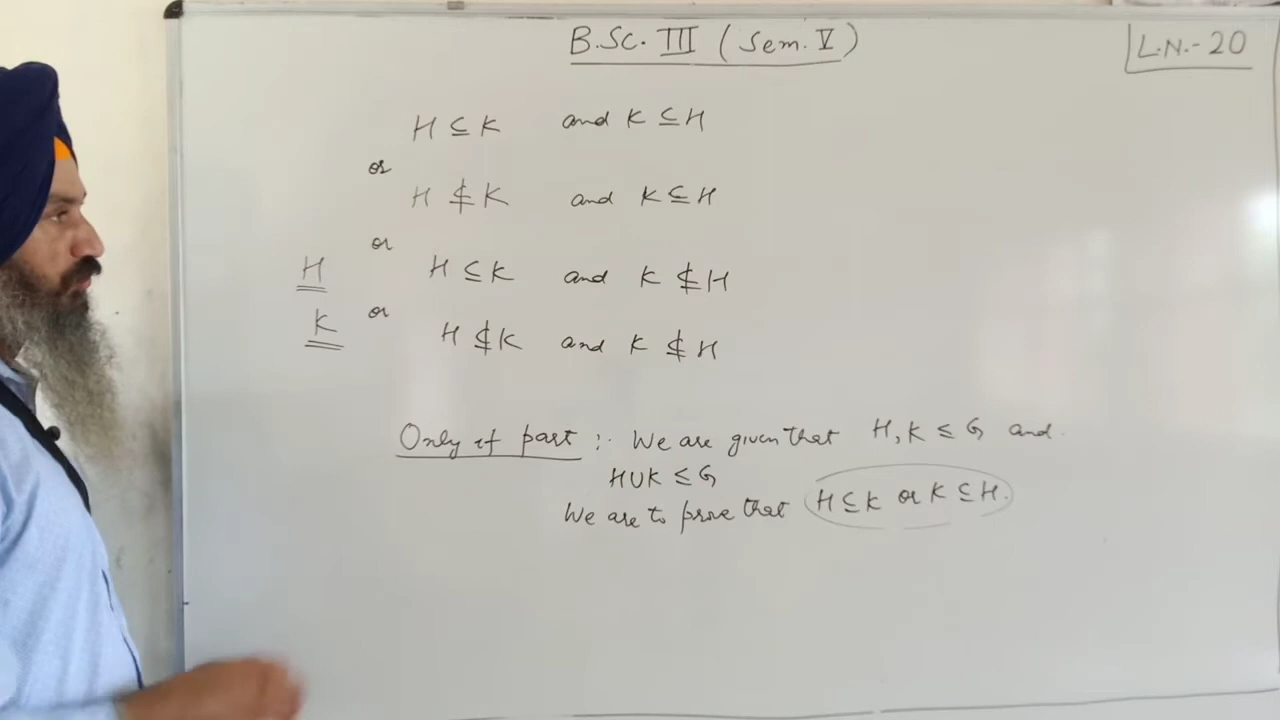 B.Sc. III (Sem. V)
L.N.-20
H ⊆ K and K ⊆ H
or
H ⊈ K and K ⊆ H
or
H ⊆ K and K ⊈ H
or
H ⊈ K and K ⊈ H
H
K
Only if part :- We are given that H, K ≤ G and
H∪K ≤ G
We are to prove that H ⊆ K or K ⊆ H.